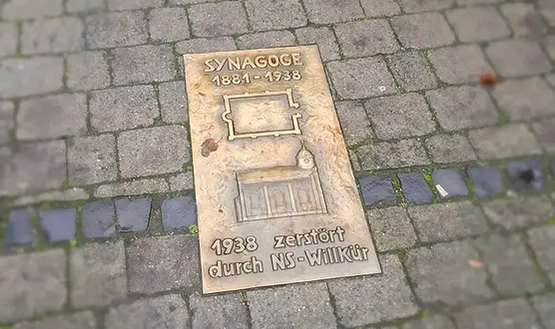 SYNAGOGE
1881-1938
1938 zerstört
durch NS-Willkür